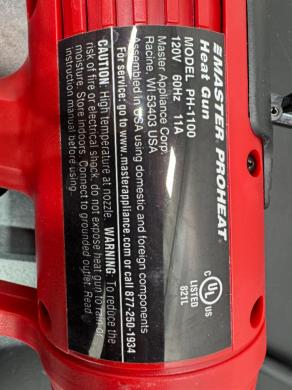 MASTER PROHEAT®
Heat Gun
MODEL PH-1100
120V 60Hz 11A
Master Appliance Corp.
Racine, WI 53403 USA
Assembled in USA using domestic and foreign components
For service: go to www.masterappliance.com or call 877-250-1934
CAUTION: High temperature at nozzle. WARNING: To reduce the
risk of fire or electrical shock, do not expose heat gun to rain or
moisture. Store indoors. Connect to grounded outlet. Read
instruction manual before using.
C UL US
LISTED
821L